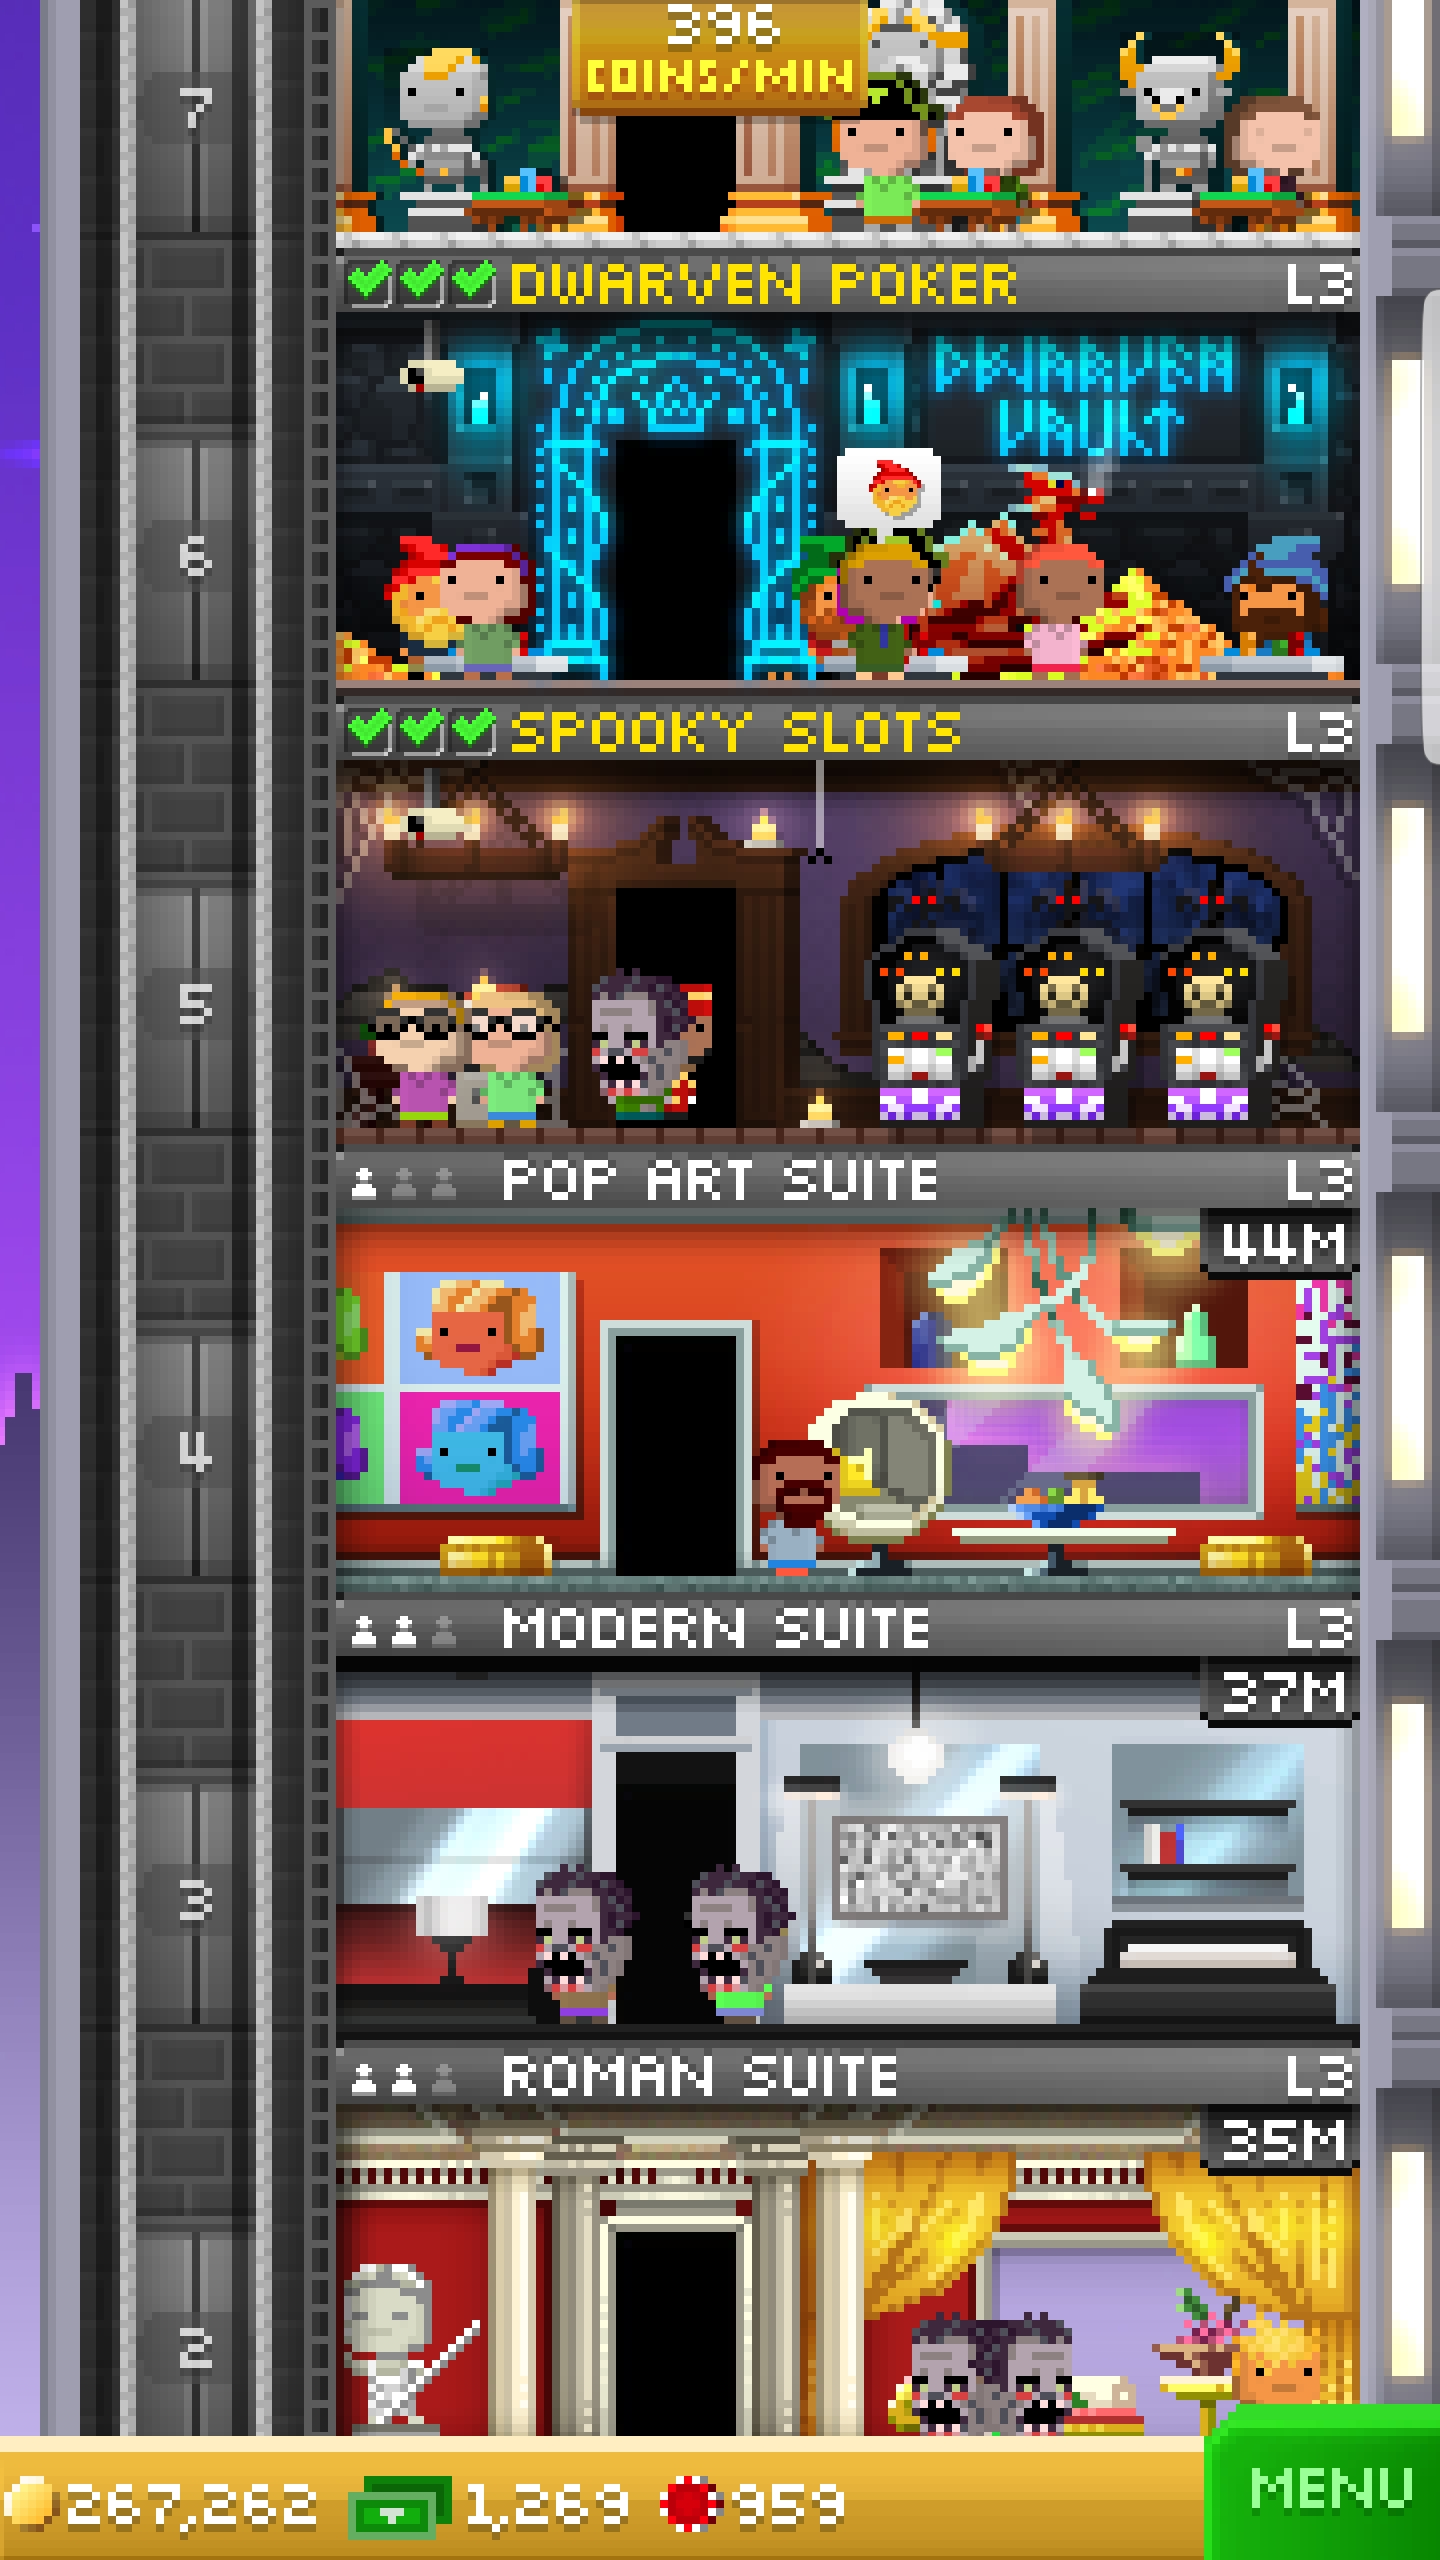 396
COINS/MIN
7
DWARVEN POKER L3
DWARVEN
VAULT
6
SPOOKY SLOTS L3
5
POP ART SUITE L3
44M
4
MODERN SUITE L3
37M
3
ROMAN SUITE L3
35M
2
267,262 1,269 959
MENU